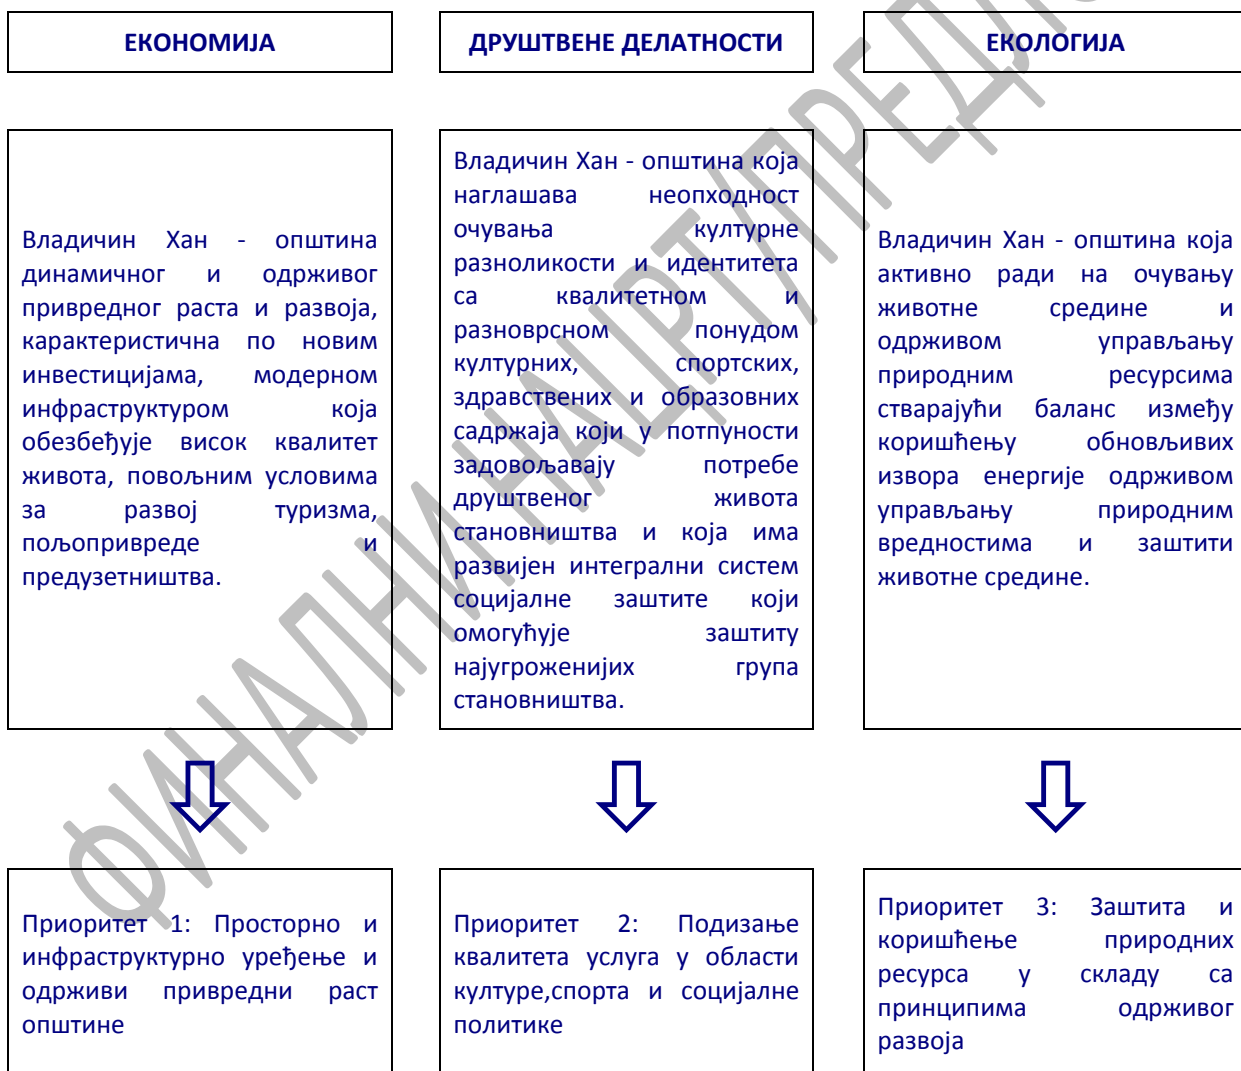 ЕКОНОМИЈА
ДРУШТВЕНЕ ДЕЛАТНОСТИ
ЕКОЛОГИЈА
Владичин Хан - општина
динамичног и одрживог
привредног раста и развоја,
карактеристична по новим
инвестицијама, модерном
инфраструктуром која
обезбеђује висок квалитет
живота, повољним условима
за развој туризма,
пољопривреде и
предузетништва.
Владичин Хан - општина која
наглашава неопходност
очувања културне
разноликости и идентитета
са квалитетном и
разноврсном понудом
културних, спортских,
здравствених и образовних
садржаја који у потпуности
задовољавају потребе
друштвеног живота
становништва и која има
развијен интегрални систем
социјалне заштите који
омогућује заштиту
најугроженијих група
становништва.
Владичин Хан - општина која
активно ради на очувању
животне средине и
одрживом управљању
природним ресурсима
стварајући баланс између
коришћењу обновљивих
извора енергије одрживом
управљању природним
вредностима и заштити
животне средине.
Приоритет 1: Просторно и
инфраструктурно уређење и
одрживи привредни раст
општине
Приоритет 2: Подизање
квалитета услуга у области
културе,спорта и социјалне
политике
Приоритет 3: Заштита и
коришћење природних
ресурса у складу са
принципима одрживог
развоја
ФИНАЛНИ НАЦРТ/ПРЕДЛО